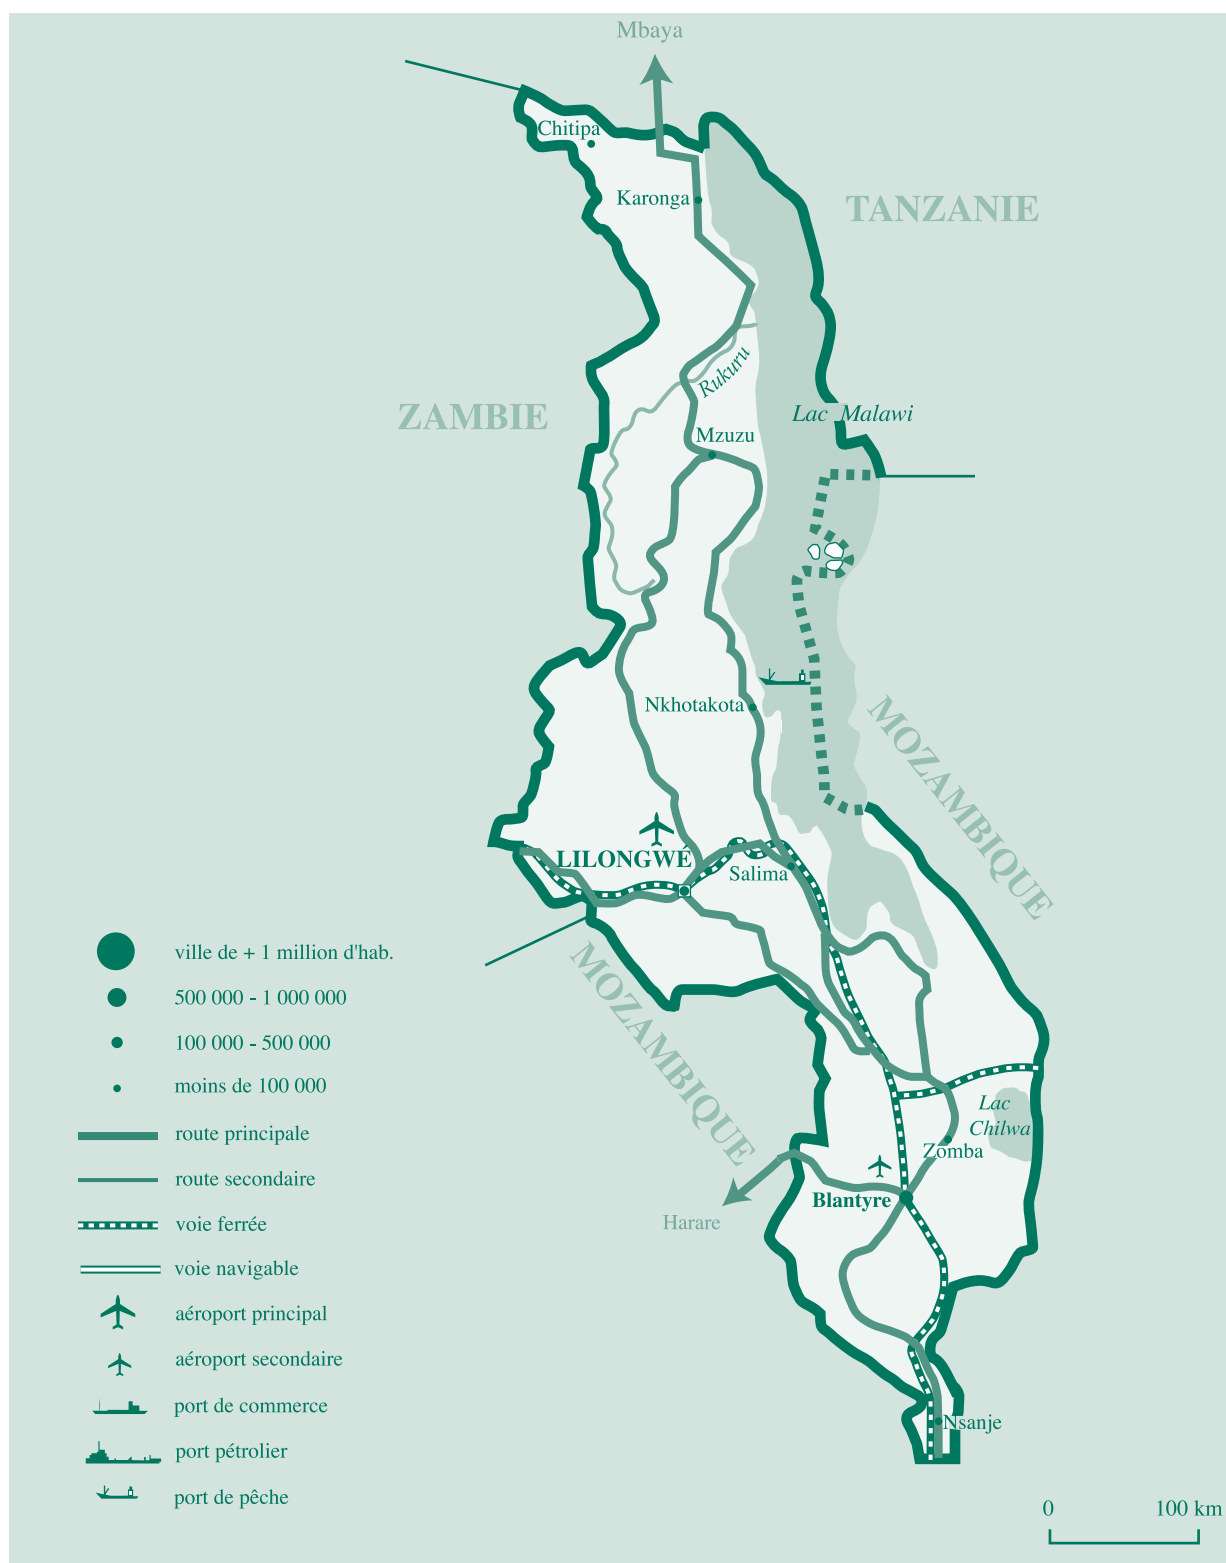 Mbaya
Chitipa
Karonga
TANZANIE
Rukuru
ZAMBIE
Lac Malawi
Mzuzu
Nkhotakota
MOZAMBIQUE
LILONGWÉ
Salima
MOZAMBIQUE
Lac
Chilwa
Zomba
Blantyre
Harare
Nsanje
ville de + 1 million d'hab.
500 000 - 1 000 000
100 000 - 500 000
moins de 100 000
route principale
route secondaire
voie ferrée
voie navigable
aéroport principal
aéroport secondaire
port de commerce
port pétrolier
port de pêche
0 100 km